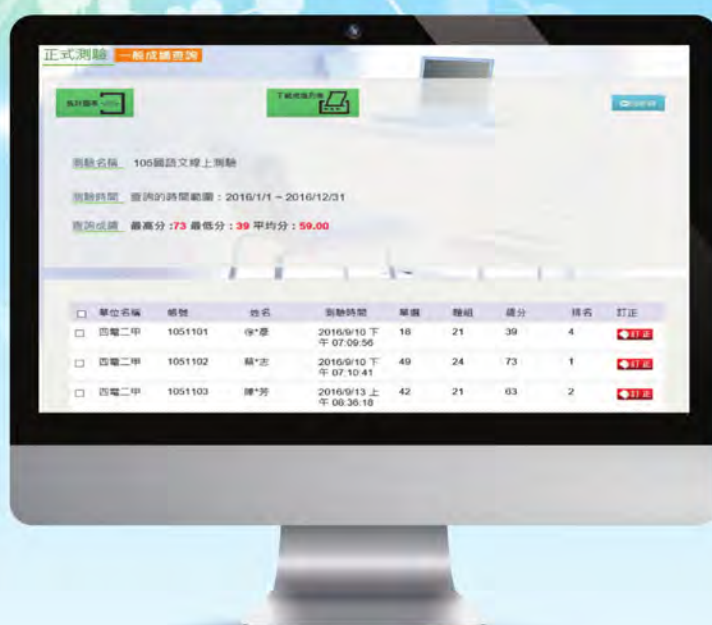 正式測驗 一般成績查詢
下載成績列表
測驗名稱 105國語文線上測驗
測驗時間 查詢的時間範圍：2016/1/1 ~ 2016/12/31
查詢成績 最高分 :73 最低分：39 平均分：59.00
單位名稱 帳號 姓名 測驗時間 單選 題組 總分 排名 訂正
四電二甲 1051101 徐*彥 2016/9/10 下 18 21 39 4 訂正
午 07:09:56
四電二甲 1051102 蘇*志 2016/9/10 下 49 24 73 1 訂正
午 07:10:41
四電二甲 1051103 陳*芳 2016/9/13 上 42 21 63 2 訂正
午 08:36:18